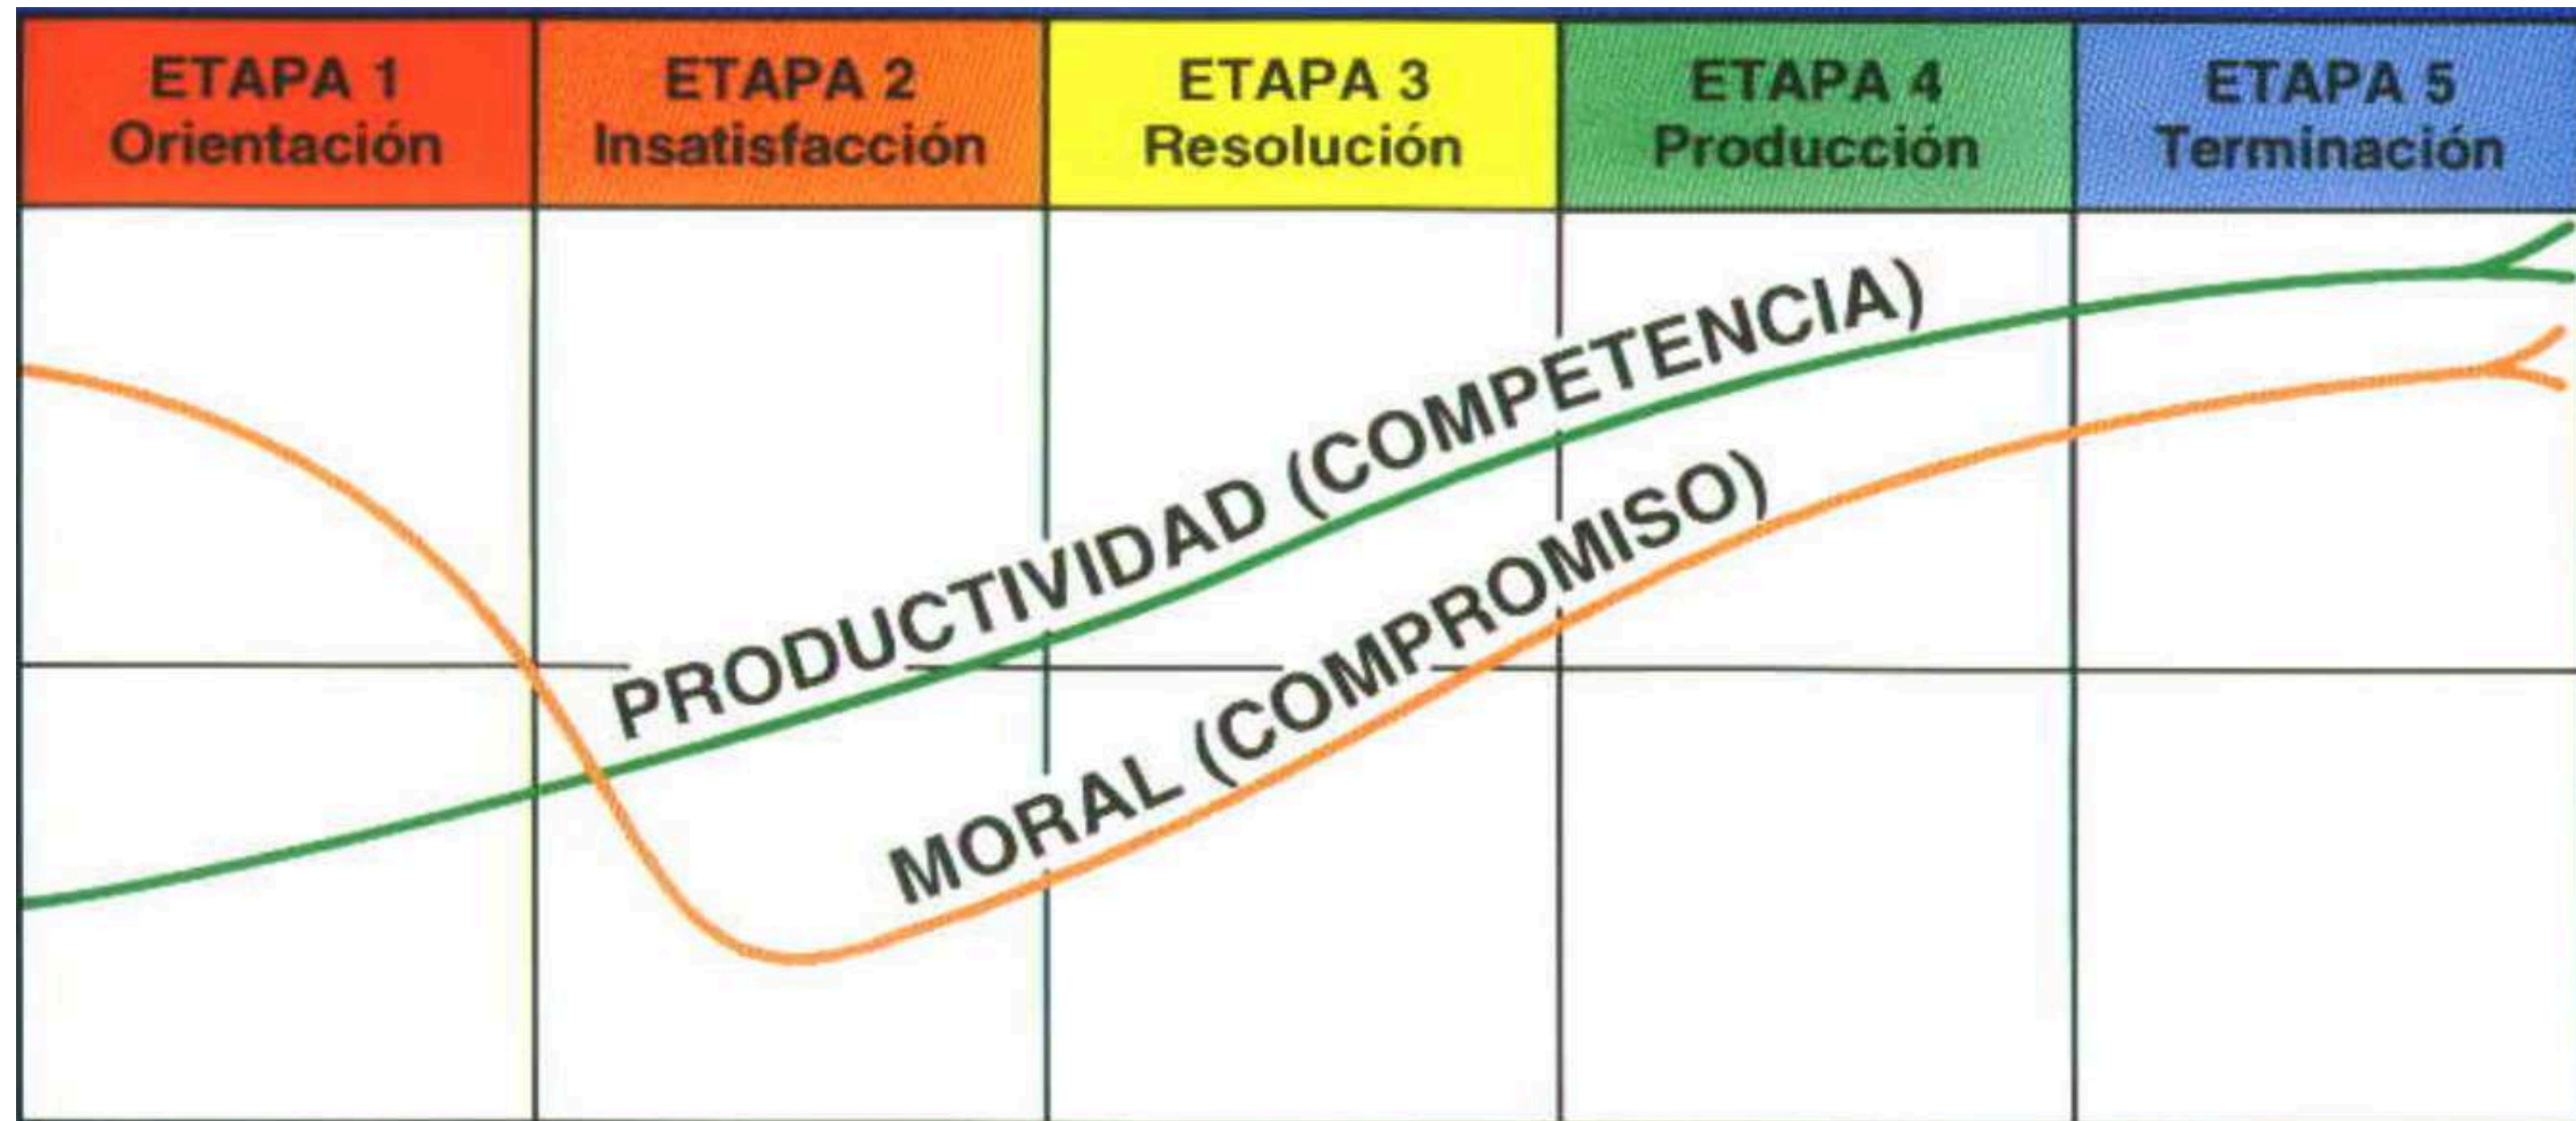 ETAPA 1
Orientación
ETAPA 2
Insatisfacción
ETAPA 3
Resolución
ETAPA 4
Producción
ETAPA 5
Terminación
PRODUCTIVIDAD (COMPETENCIA)
MORAL (COMPROMISO)